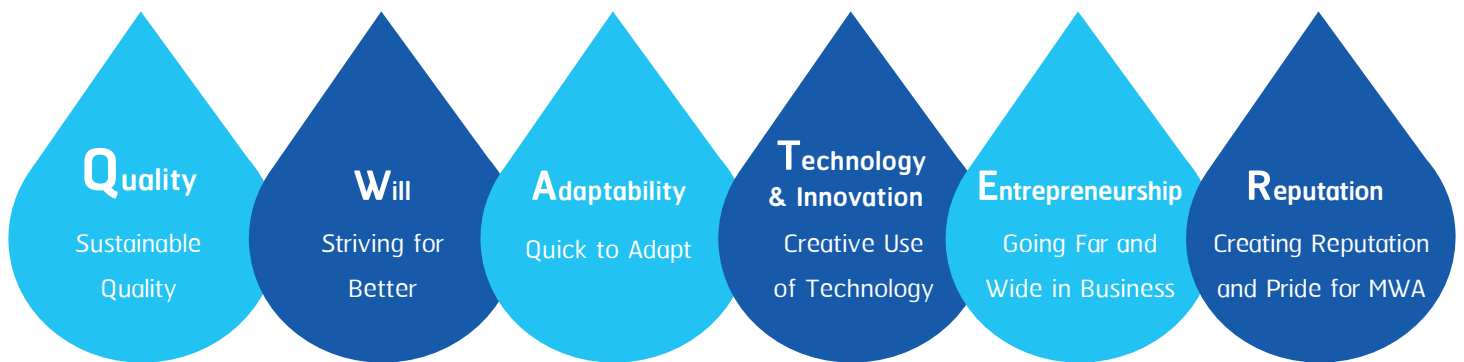 Quality
Sustainable
Quality
Will
Striving for
Better
Adaptability
Quick to Adapt
Technology
& Innovation
Creative Use
of Technology
Entrepreneurship
Going Far and
Wide in Business
Reputation
Creating Reputation
and Pride for MWA